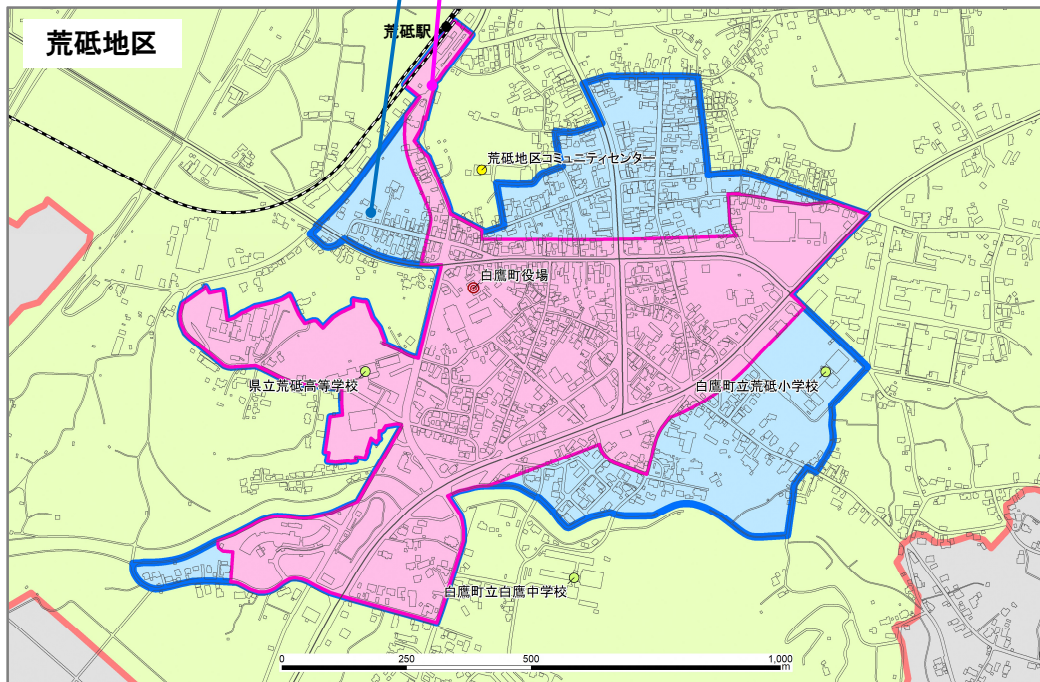 荒砥地区
荒砥駅
荒砥地区コミュニティセンター
白鷹町役場
県立荒砥高等学校
白鷹町立荒砥小学校
白鷹町立白鷹中学校
0 250 500 1,000
m